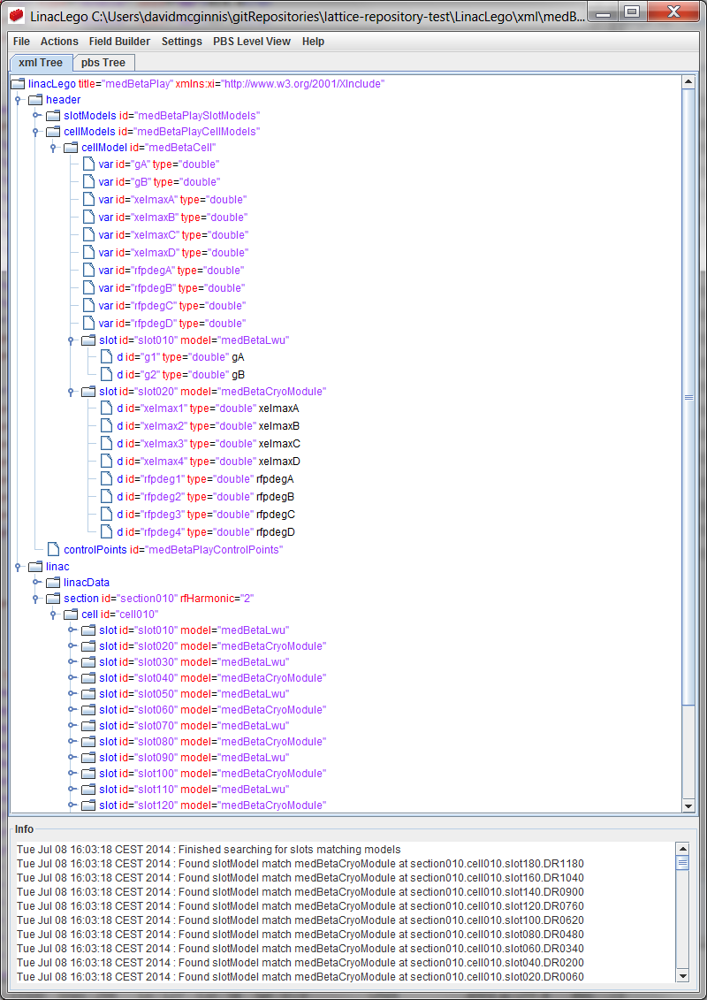 LinacLego C:\Users\davidmcginnis\gitRepositories\lattice-repository-test\LinacLego\xml\medB...
File Actions Field Builder Settings PBS Level View Help
xml Tree pbs Tree
linacLego title="medBetaPlay" xmlns:xi="http://www.w3.org/2001/XInclude"
header
slotModels id="medBetaPlaySlotModels"
cellModels id="medBetaPlayCellModels"
cellModel id="medBetaCell"
var id="gA" type="double"
var id="gB" type="double"
var id="xelmaxA" type="double"
var id="xelmaxB" type="double"
var id="xelmaxC" type="double"
var id="xelmaxD" type="double"
var id="rfpdegA" type="double"
var id="rfpdegB" type="double"
var id="rfpdegC" type="double"
var id="rfpdegD" type="double"
slot id="slot010" model="medBetaLwu"
d id="g1" type="double" gA
d id="g2" type="double" gB
slot id="slot020" model="medBetaCryoModule"
d id="xelmax1" type="double" xelmaxA
d id="xelmax2" type="double" xelmaxB
d id="xelmax3" type="double" xelmaxC
d id="xelmax4" type="double" xelmaxD
d id="rfpdeg1" type="double" rfpdegA
d id="rfpdeg2" type="double" rfpdegB
d id="rfpdeg3" type="double" rfpdegC
d id="rfpdeg4" type="double" rfpdegD
controlPoints id="medBetaPlayControlPoints"
linac
linacData
section id="section010" rfHarmonic="2"
cell id="cell010"
slot id="slot010" model="medBetaLwu"
slot id="slot020" model="medBetaCryoModule"
slot id="slot030" model="medBetaLwu"
slot id="slot040" model="medBetaCryoModule"
slot id="slot050" model="medBetaLwu"
slot id="slot060" model="medBetaCryoModule"
slot id="slot070" model="medBetaLwu"
slot id="slot080" model="medBetaCryoModule"
slot id="slot090" model="medBetaLwu"
slot id="slot100" model="medBetaCryoModule"
slot id="slot110" model="medBetaLwu"
slot id="slot120" model="medBetaCryoModule"
Info
Tue Jul 08 16:03:18 CEST 2014 : Finished searching for slots matching models
Tue Jul 08 16:03:18 CEST 2014 : Found slotModel match medBetaCryoModule at section010.cell010.slot180.DR1180
Tue Jul 08 16:03:18 CEST 2014 : Found slotModel match medBetaCryoModule at section010.cell010.slot160.DR1040
Tue Jul 08 16:03:18 CEST 2014 : Found slotModel match medBetaCryoModule at section010.cell010.slot140.DR0900
Tue Jul 08 16:03:18 CEST 2014 : Found slotModel match medBetaCryoModule at section010.cell010.slot120.DR0760
Tue Jul 08 16:03:18 CEST 2014 : Found slotModel match medBetaCryoModule at section010.cell010.slot100.DR0620
Tue Jul 08 16:03:18 CEST 2014 : Found slotModel match medBetaCryoModule at section010.cell010.slot080.DR0480
Tue Jul 08 16:03:18 CEST 2014 : Found slotModel match medBetaCryoModule at section010.cell010.slot060.DR0340
Tue Jul 08 16:03:18 CEST 2014 : Found slotModel match medBetaCryoModule at section010.cell010.slot040.DR0200
Tue Jul 08 16:03:18 CEST 2014 : Found slotModel match medBetaCryoModule at section010.cell010.slot020.DR0060